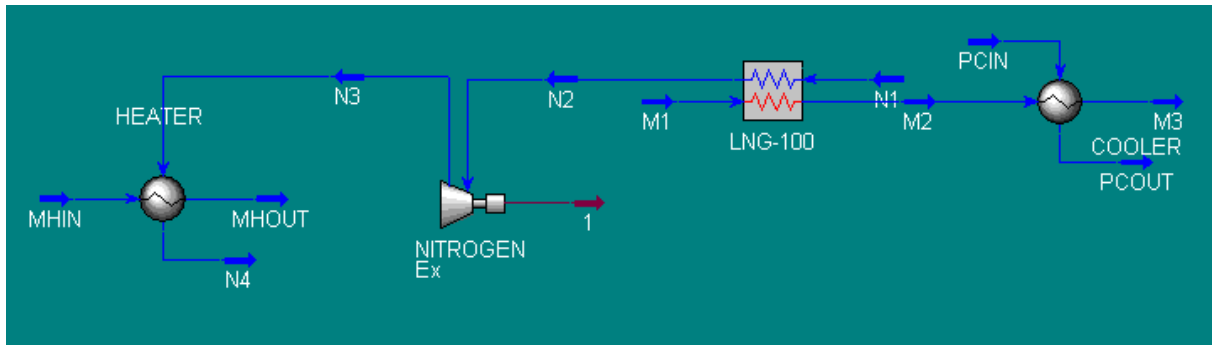 PCIN
N3
N2
M1
N1
M2
M3
HEATER
LNG-100
COOLER
PCOUT
MHIN
MHOUT
1
NITROGEN
Ex
N4